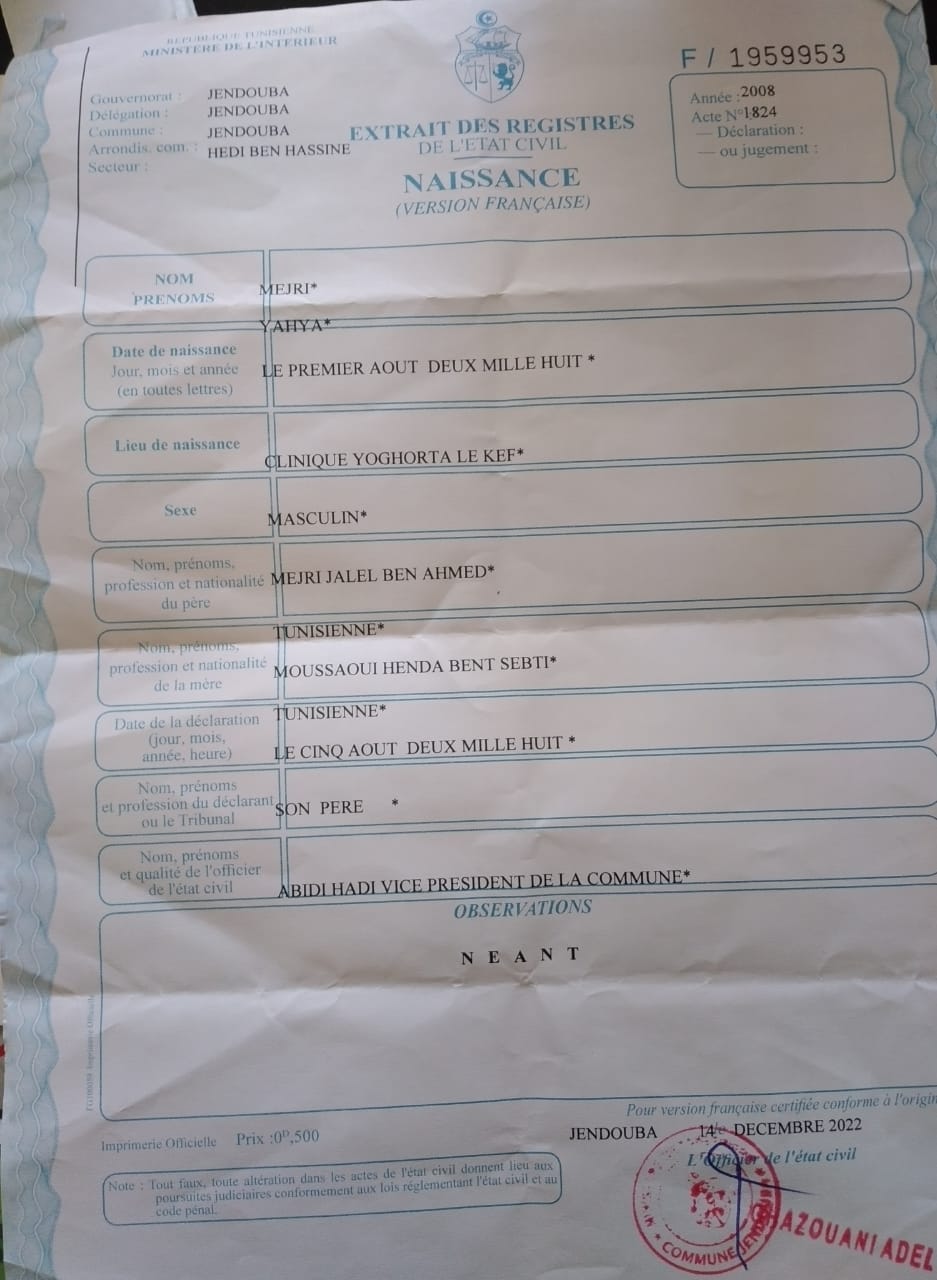 REPUBLIQUE TUNISIENNE
MINISTERE DE L'INTERIEUR
F / 1959953
Gouvernorat : JENDOUBA
Délégation : JENDOUBA
Commune : JENDOUBA
Arrondis. com. : HEDI BEN HASSINE
Secteur :
EXTRAIT DES REGISTRES
DE L'ETAT CIVIL
NAISSANCE
(VERSION FRANÇAISE)
Année : 2008
Acte N° 1824
— Déclaration :
— ou jugement :
NOM
PRENOMS
MEJRI*
YAHYA*
Date de naissance
Jour, mois et année
(en toutes lettres)
LE PREMIER AOUT DEUX MILLE HUIT *
Lieu de naissance
CLINIQUE YOGHORTA LE KEF*
Sexe
MASCULIN*
Nom, prénoms,
profession et nationalité
du père
MEJRI JALEL BEN AHMED*
TUNISIENNE*
Nom, prénoms,
profession et nationalité
de la mère
MOUSSAOUI HENDA BENT SEBTI*
TUNISIENNE*
Date de la déclaration
(jour, mois,
année, heure)
LE CINQ AOUT DEUX MILLE HUIT *
Nom, prénoms
et profession du déclarant
ou le Tribunal
SON PERE *
Nom, prénoms
et qualité de l'officier
de l'état civil
ABIDI HADI VICE PRESIDENT DE LA COMMUNE*
OBSERVATIONS
N E A N T
Imprimerie Officielle
Pour version française certifiée conforme à l'origin
Imprimerie Officielle Prix :0ᴰ,500
JENDOUBA 14 DECEMBRE 2022
L'Officier de l'état civil
Note : Tout faux, toute altération dans les actes de l'état civil donnent lieu aux
poursuites judiciaires conformement aux lois réglementant l'état civil et au
code pénal.
COMMUNE JENDOUBA
AZOUANI ADEL